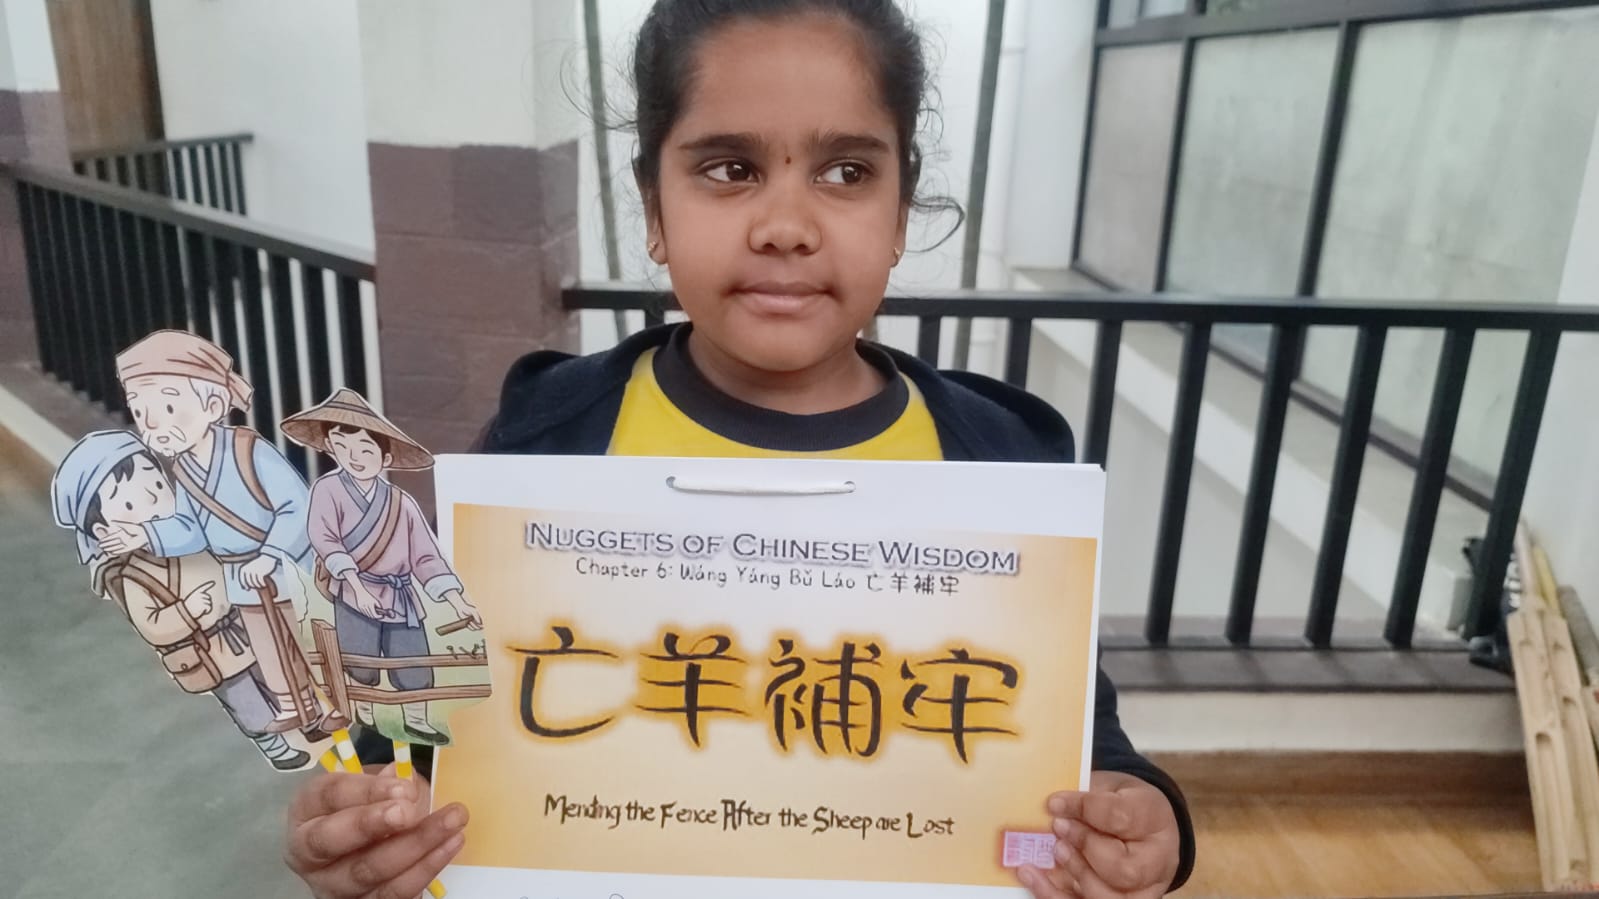 NUGGETS OF CHINESE WISDOM
Chapter 6: Wáng Yáng Bǔ Láo 亡羊補牢
亡羊補牢
Mending the Fence After the Sheep are Lost